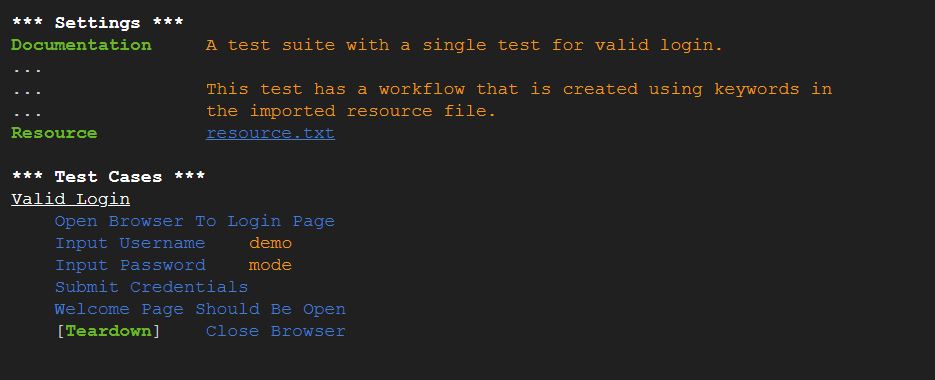 *** Settings ***
Documentation     A test suite with a single test for valid login.
...
...               This test has a workflow that is created using keywords in
...               the imported resource file.
Resource          resource.txt
*** Test Cases ***
Valid Login
    Open Browser To Login Page
    Input Username    demo
    Input Password    mode
    Submit Credentials
    Welcome Page Should Be Open
    [Teardown]    Close Browser